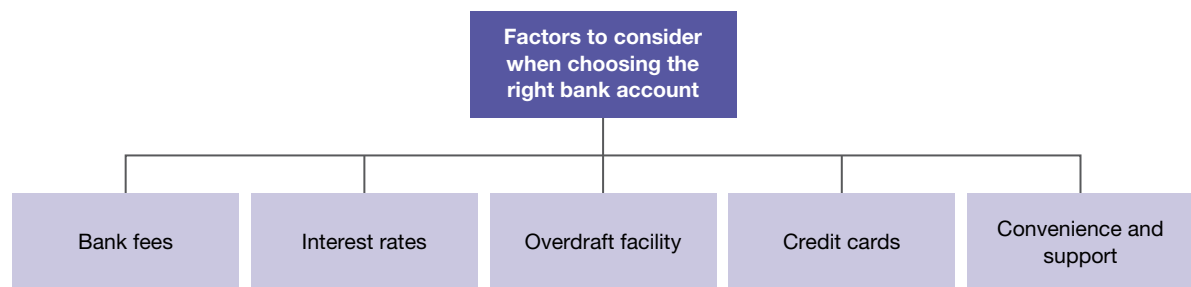 Factors to consider
when choosing the
right bank account
Bank fees
Interest rates
Overdraft facility
Credit cards
Convenience and
support